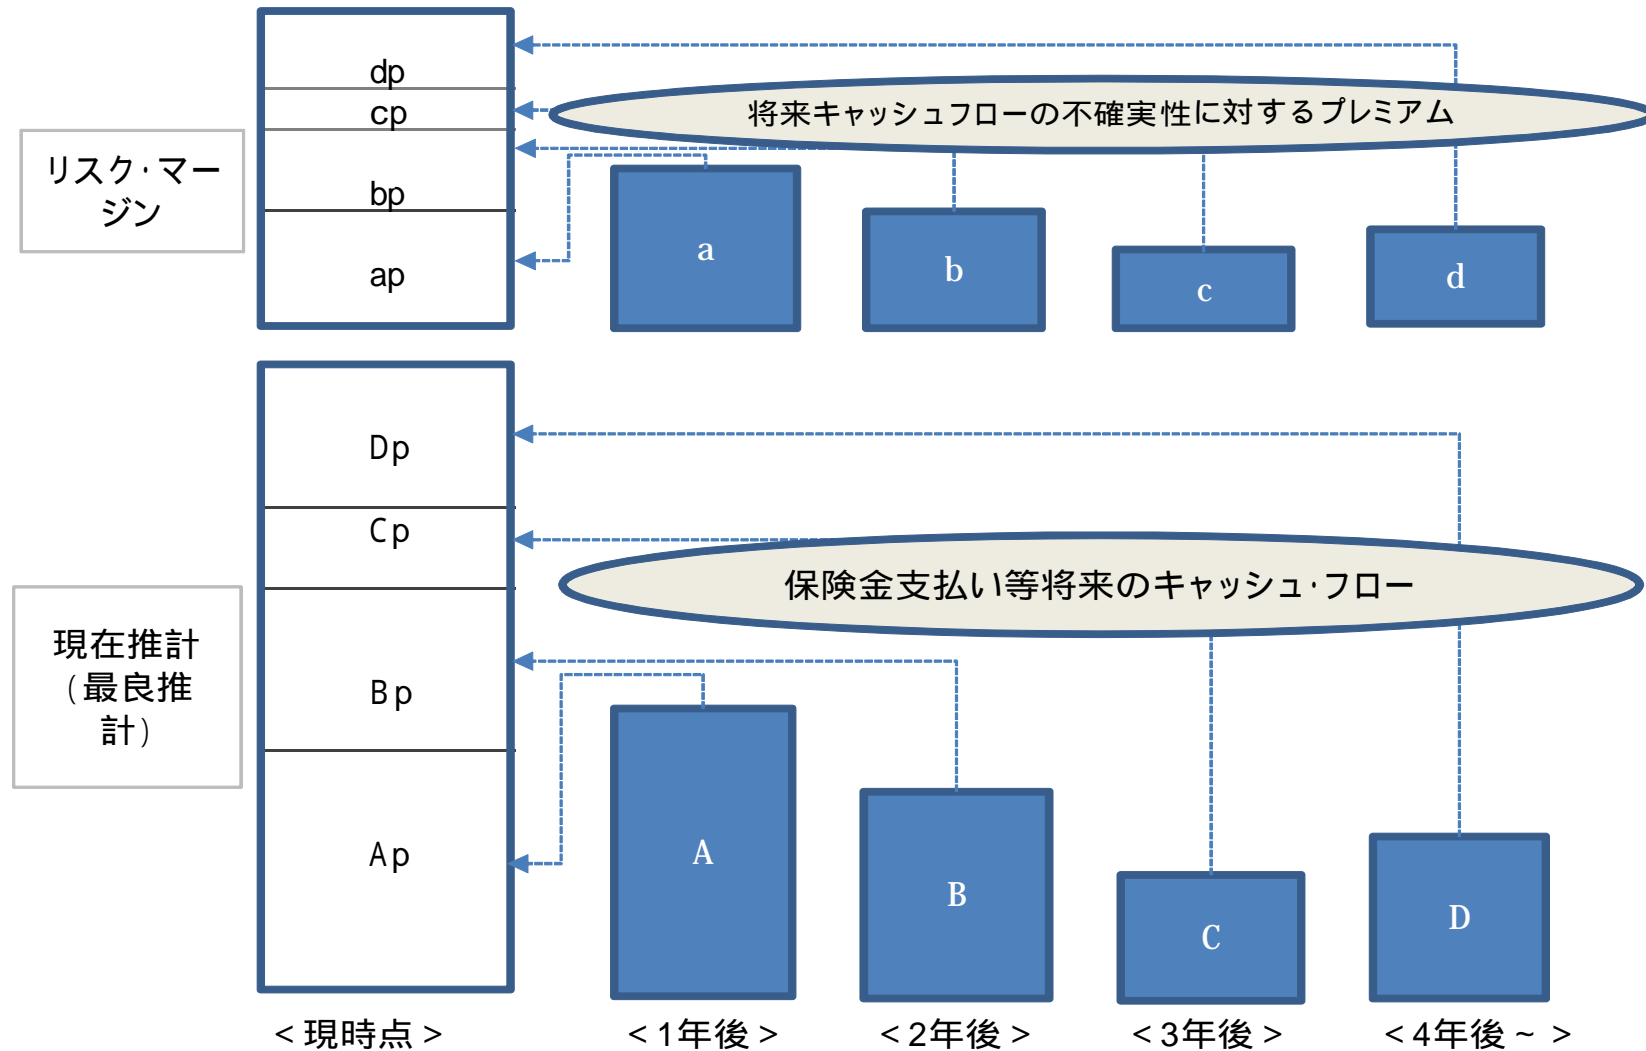 dp
cp
将来キャッシュフローの不確実性に対するプレミアム
リスク・マー
ジン
bp
ap
a
b
c
d
Dp
Cp
保険金支払い等将来のキャッシュ・フロー
現在推計
（最良推
計）
Bp
Ap
A
B
C
D
＜現時点＞
＜1年後＞
＜2年後＞
＜3年後＞
＜4年後～＞